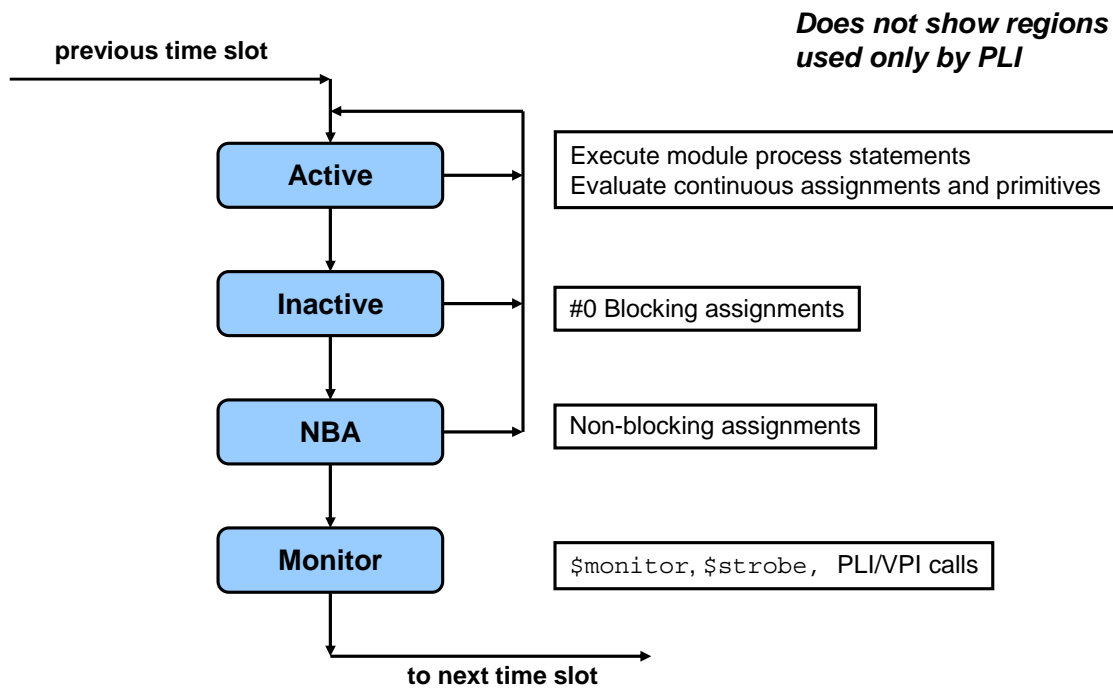 Does not show regions
used only by PLI
previous time slot
Active
Execute module process statements
Evaluate continuous assignments and primitives
Inactive
#0 Blocking assignments
NBA
Non-blocking assignments
Monitor
$monitor, $strobe, PLI/VPI calls
to next time slot